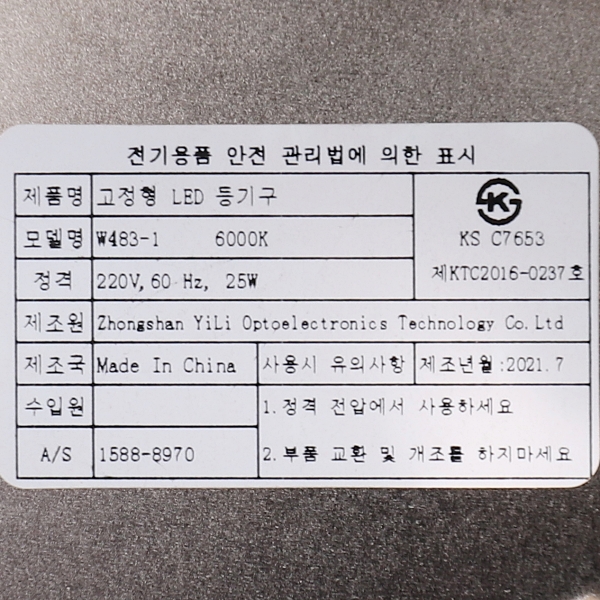 전기용품 안전 관리법에 의한 표시
제품명 고정형 LED 등기구
모델명 W483-1 6000K
KS C7653
정격 220V, 60 Hz, 25W
제KTC2016-0237호
제조원 Zhongshan YiLi Optoelectronics Technology Co. Ltd
제조국 Made In China 사용시 유의사항 제조년월:2021.7
수입원 1.정격 전압에서 사용하세요
A/S 1588-8970 2.부품 교환 및 개조를 하지마세요